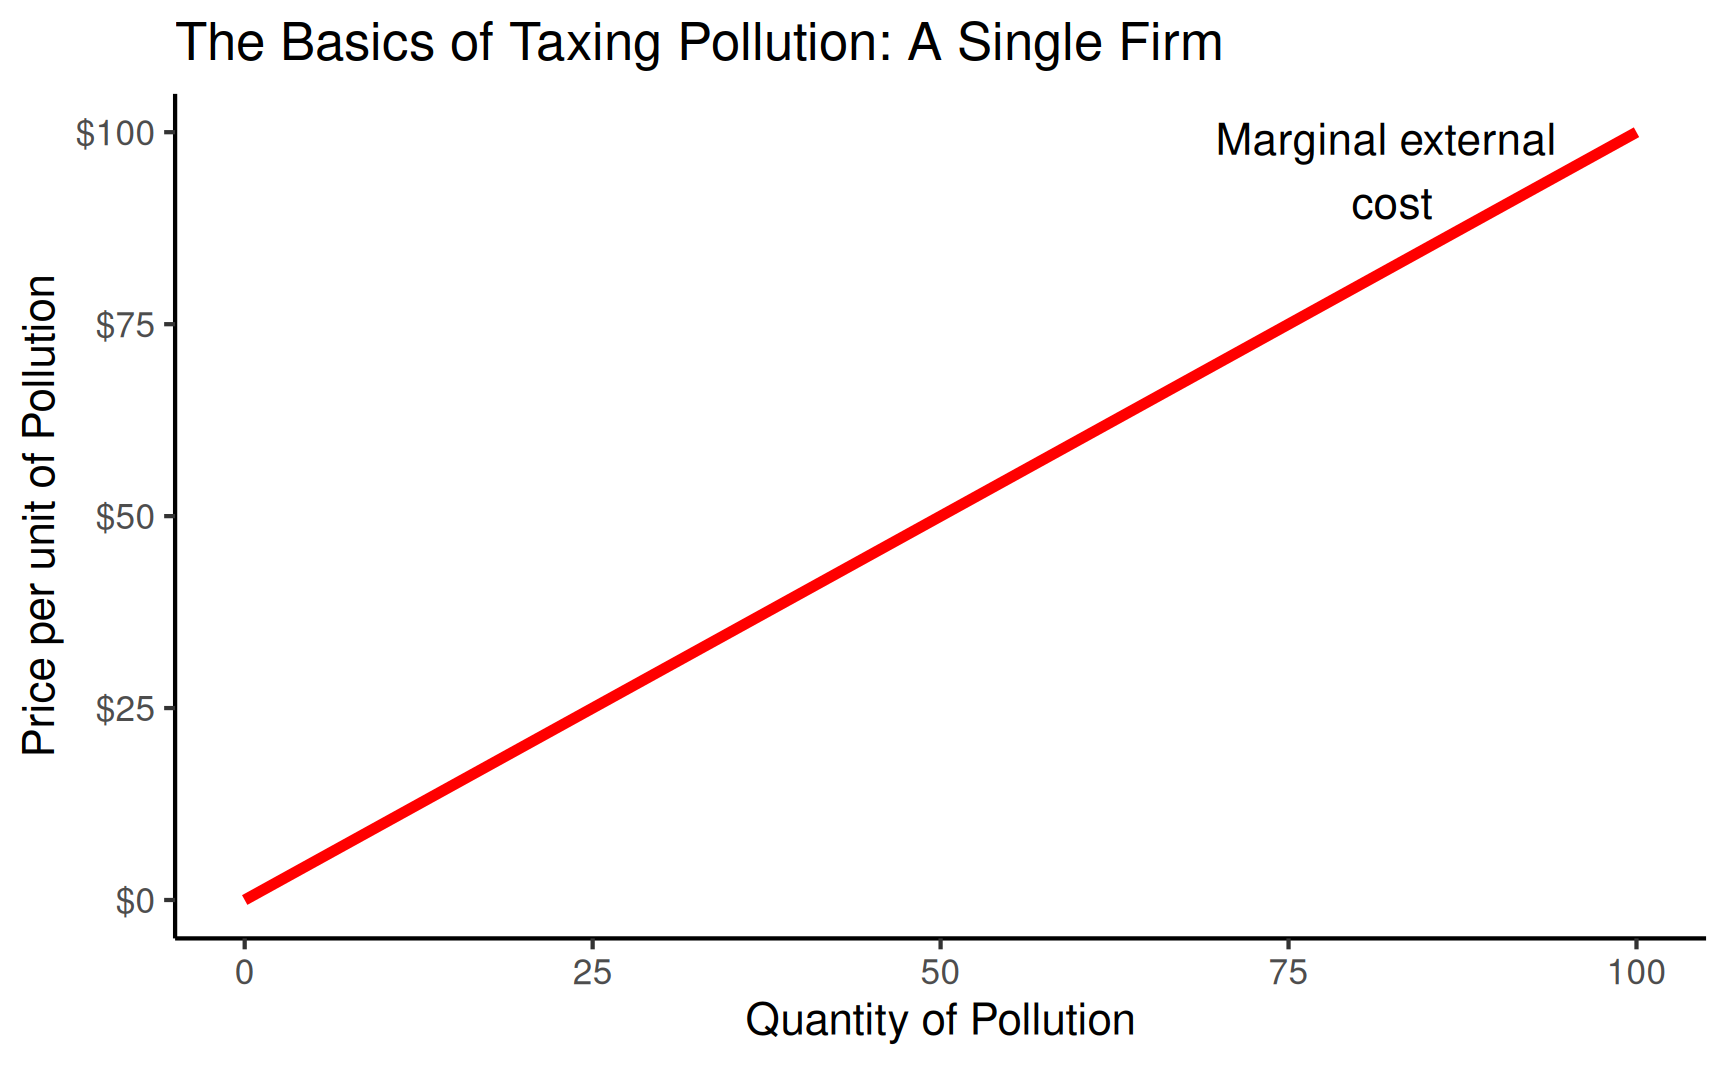 The Basics of Taxing Pollution: A Single Firm
Marginal external
cost
Price per unit of Pollution
$100
$75
$50
$25
$0
0 25 50 75 100
Quantity of Pollution